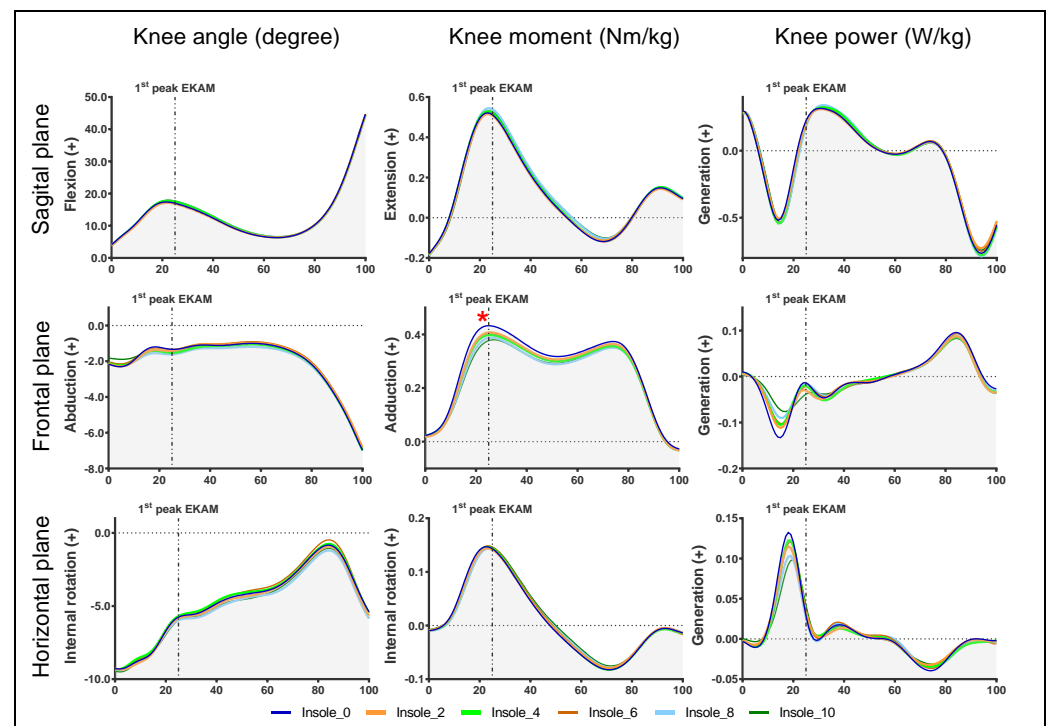 Knee angle (degree) Knee moment (Nm/kg) Knee power (W/kg)
Sagital plane
1st peak EKAM
Flexion (+)
50.0
40.0
30.0
20.0
10.0
0.0
0 20 40 60 80 100
1st peak EKAM
Extension (+)
0.6
0.4
0.2
0.0
-0.2
0 20 40 60 80 100
1st peak EKAM
Generation (+)
0.0
-0.5
0 20 40 60 80 100
Frontal plane
1st peak EKAM
Abduction (+)
0.0
-2.0
-4.0
-6.0
-8.0
0 20 40 60 80 100
1st peak EKAM
*
Adduction (+)
0.4
0.2
0.0
0 20 40 60 80 100
1st peak EKAM
Generation (+)
0.1
0.0
-0.1
-0.2
0 20 40 60 80 100
Horizontal plane
1st peak EKAM
Internal rotation (+)
0.0
-5.0
-10.0
0 20 40 60 80 100
1st peak EKAM
Internal rotation (+)
0.2
0.1
0.0
-0.1
0 20 40 60 80 100
1st peak EKAM
Generation (+)
0.15
0.10
0.05
0.00
-0.05
0 20 40 60 80 100
Insole_0 Insole_2 Insole_4 Insole_6 Insole_8 Insole_10